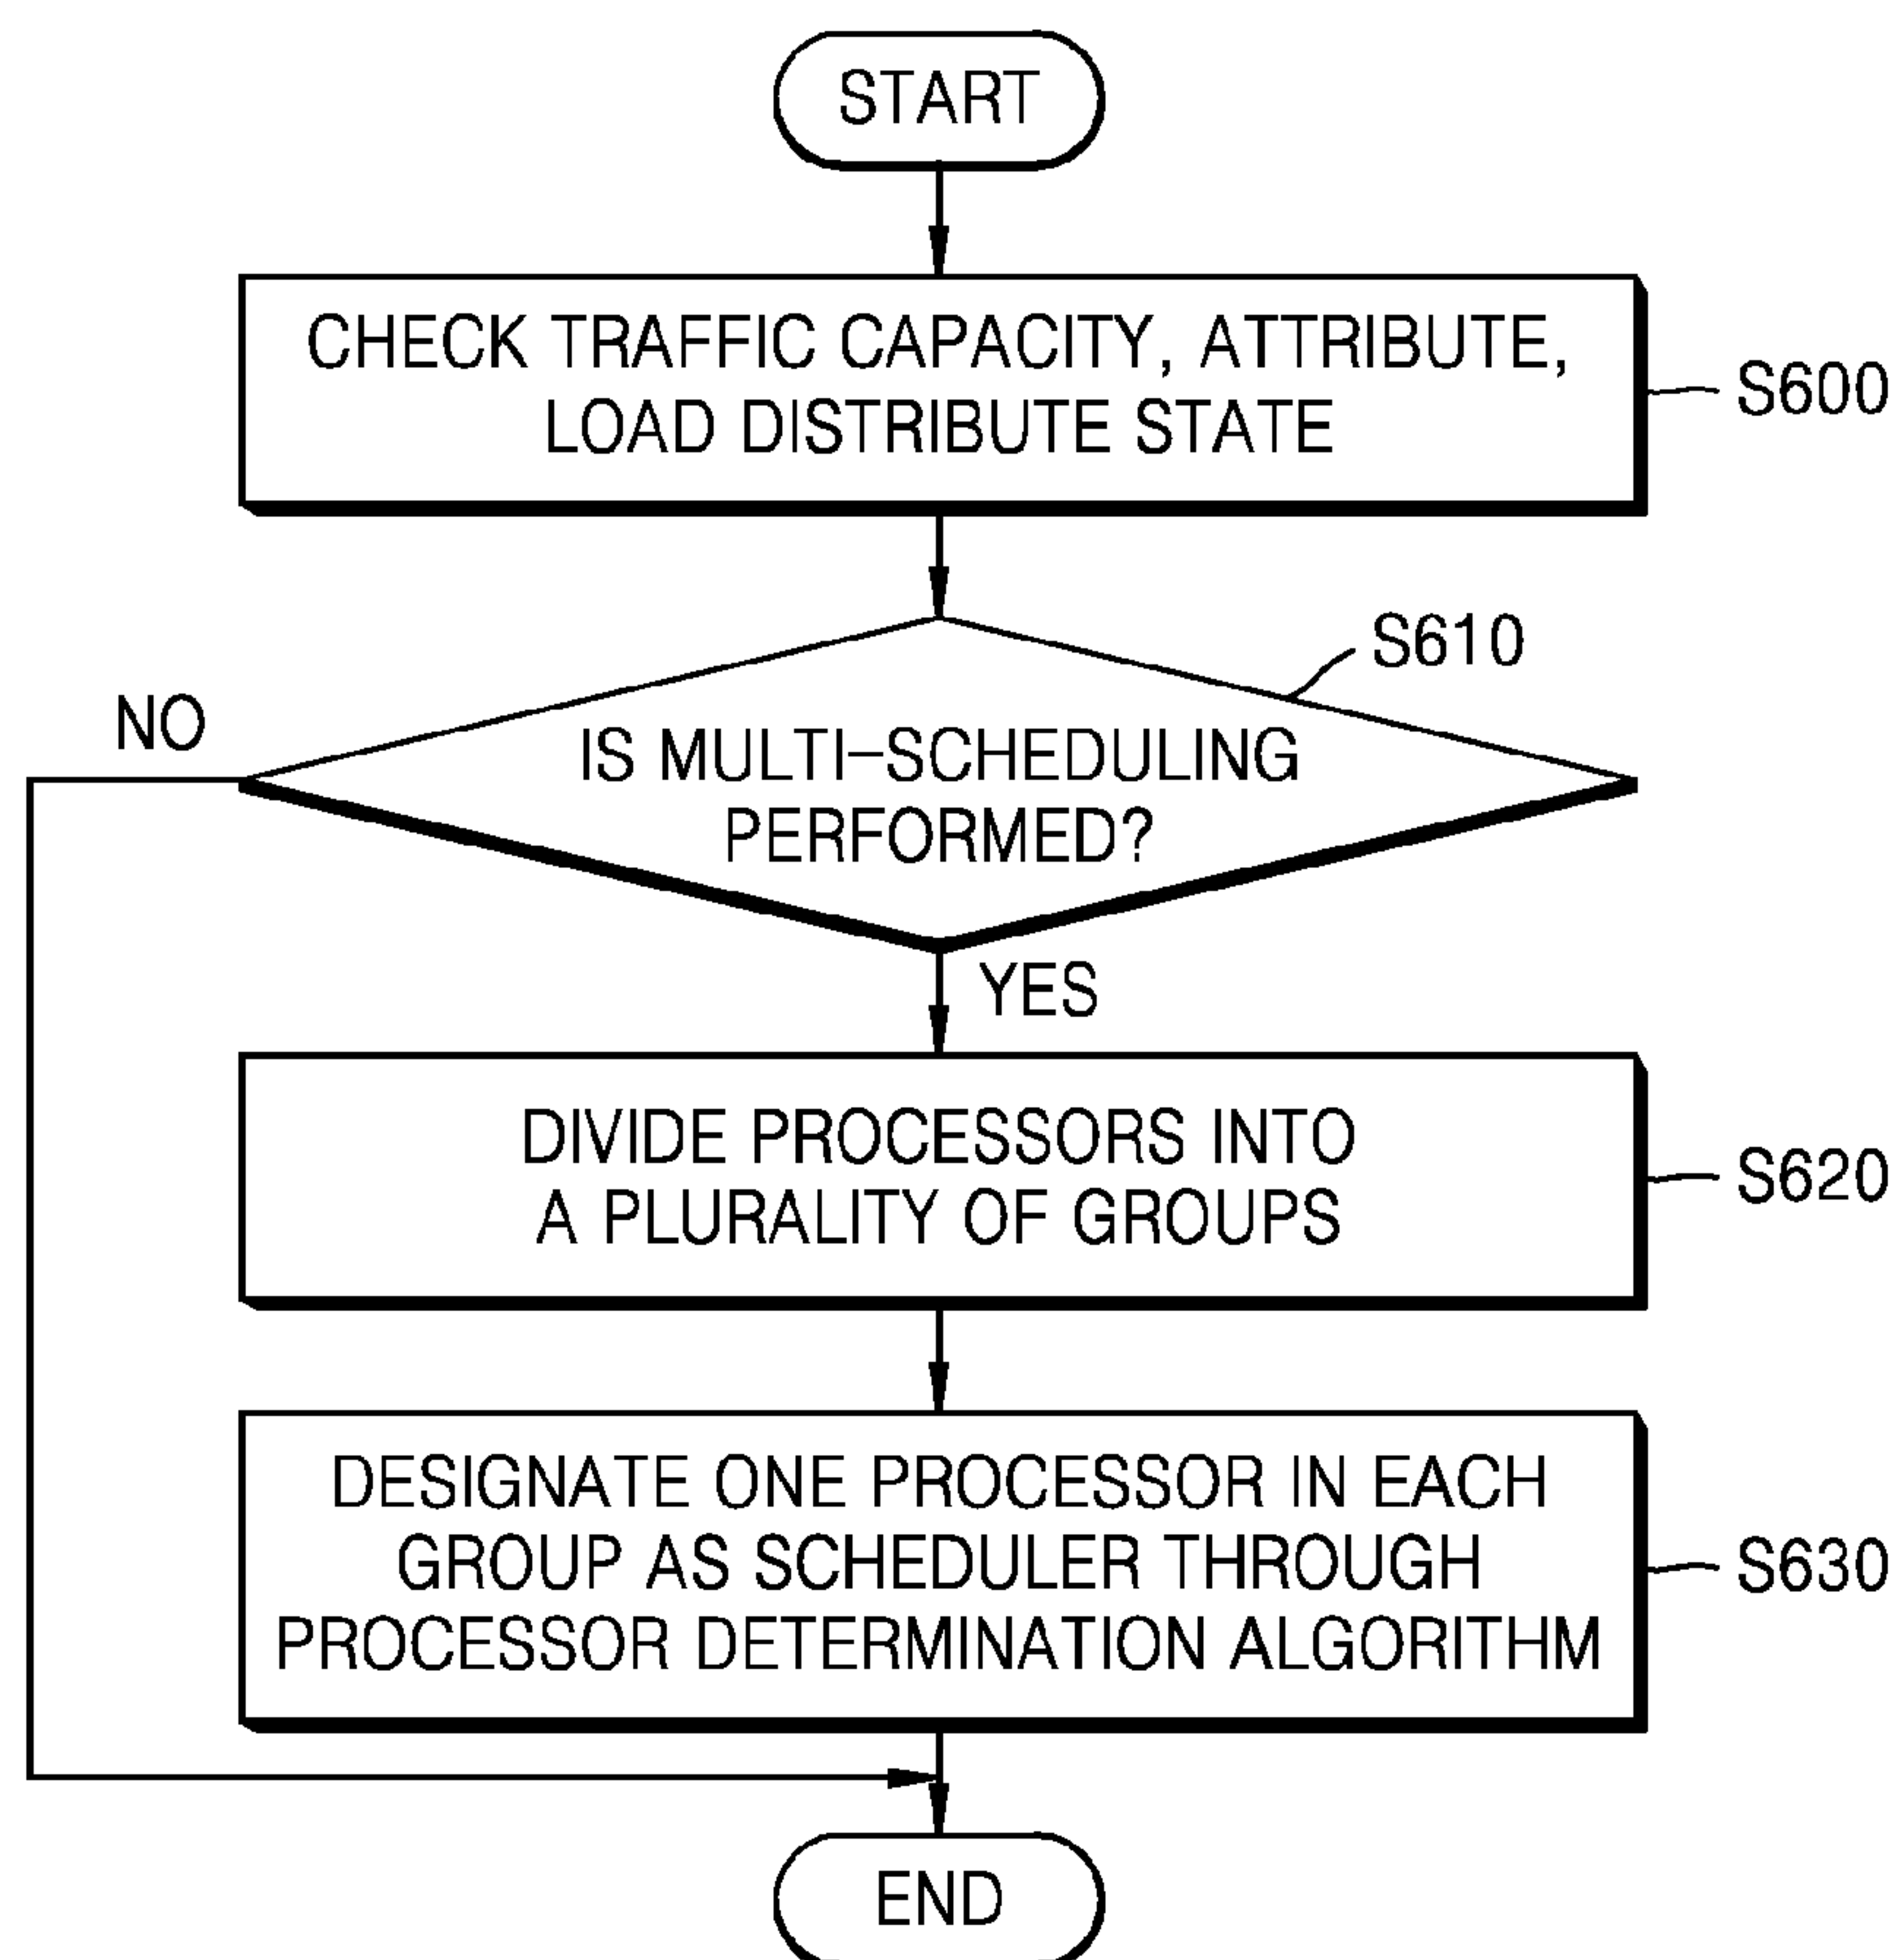 START
CHECK TRAFFIC CAPACITY, ATTRIBUTE,
LOAD DISTRIBUTE STATE
S600
S610
NO
IS MULTI-SCHEDULING
PERFORMED?
YES
DIVIDE PROCESSORS INTO
A PLURALITY OF GROUPS
S620
DESIGNATE ONE PROCESSOR IN EACH
GROUP AS SCHEDULER THROUGH
PROCESSOR DETERMINATION ALGORITHM
S630
END